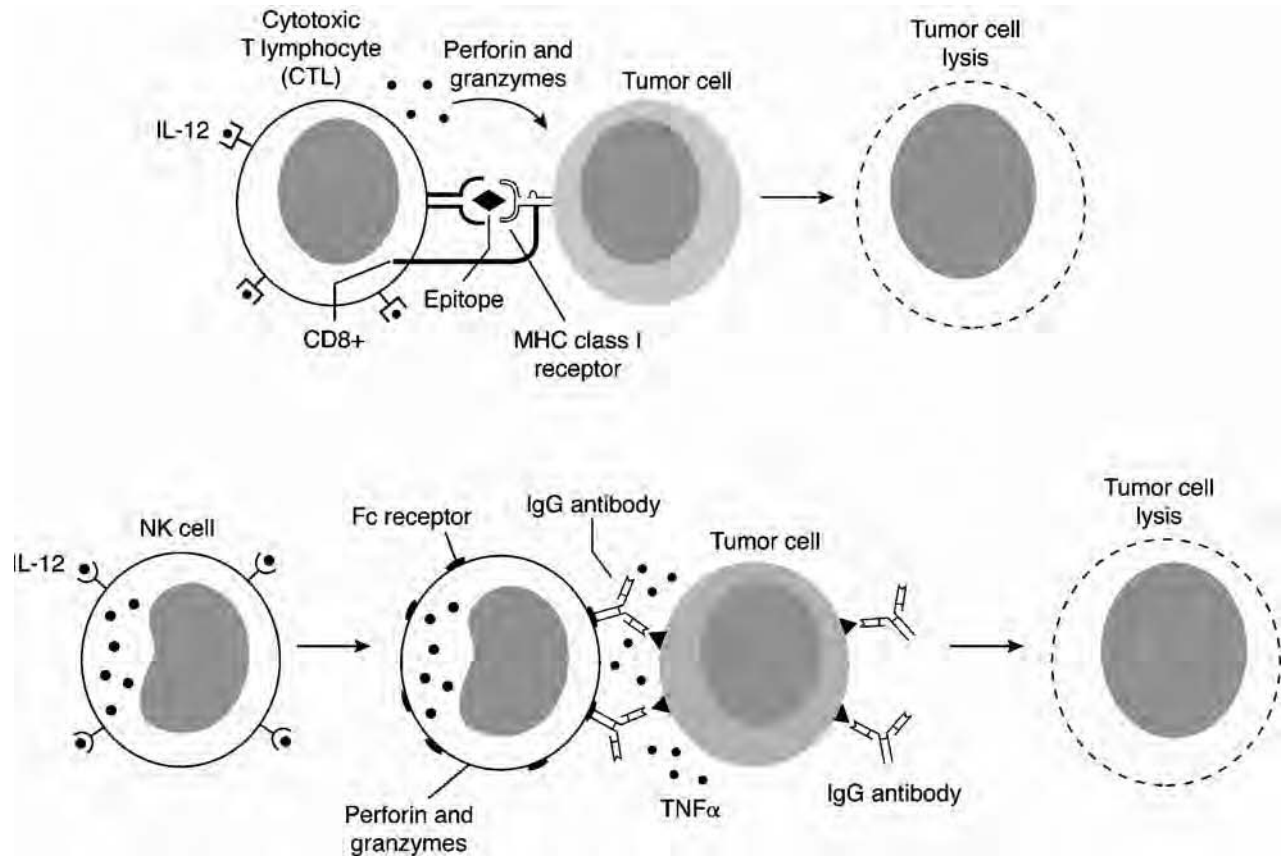 Cytotoxic
T lymphocyte
(CTL)
Perforin and
granzymes
Tumor cell
Tumor cell
lysis
IL-12
Epitope
CD8+
MHC class I
receptor
IgG antibody
Fc receptor
NK cell
Tumor cell
Tumor cell
lysis
IL-12
Perforin and
granzymes
TNFα
IgG antibody